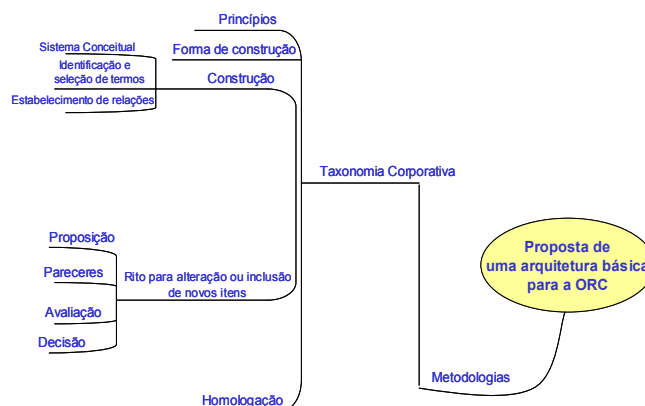 Princípios
Forma de construção
Sistema Conceitual
Identificação e
seleção de termos
Construção
Estabelecimento de relações
Taxonomia Corporativa
Proposição
Pareceres
Rito para alteração ou inclusão
de novos itens
Avaliação
Decisão
Proposta de
uma arquitetura básica
para a ORC
Metodologias
Homologação